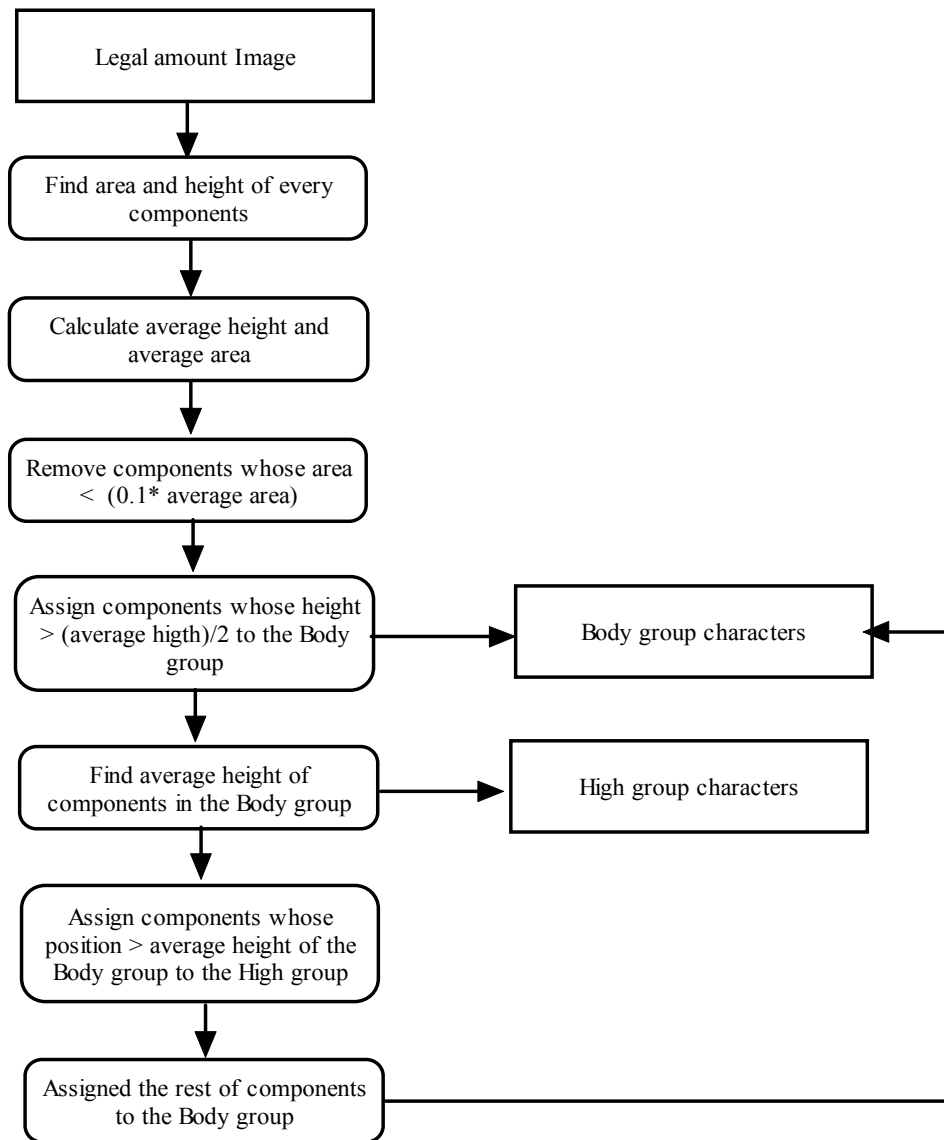 Legal amount Image
Find area and height of every
components
Calculate average height and
average area
Remove components whose area
< (0.1* average area)
Assign components whose height
> (average higth)/2 to the Body
group
Body group characters
Find average height of
components in the Body group
High group characters
Assign components whose
position > average height of the
Body group to the High group
Assigned the rest of components
to the Body group